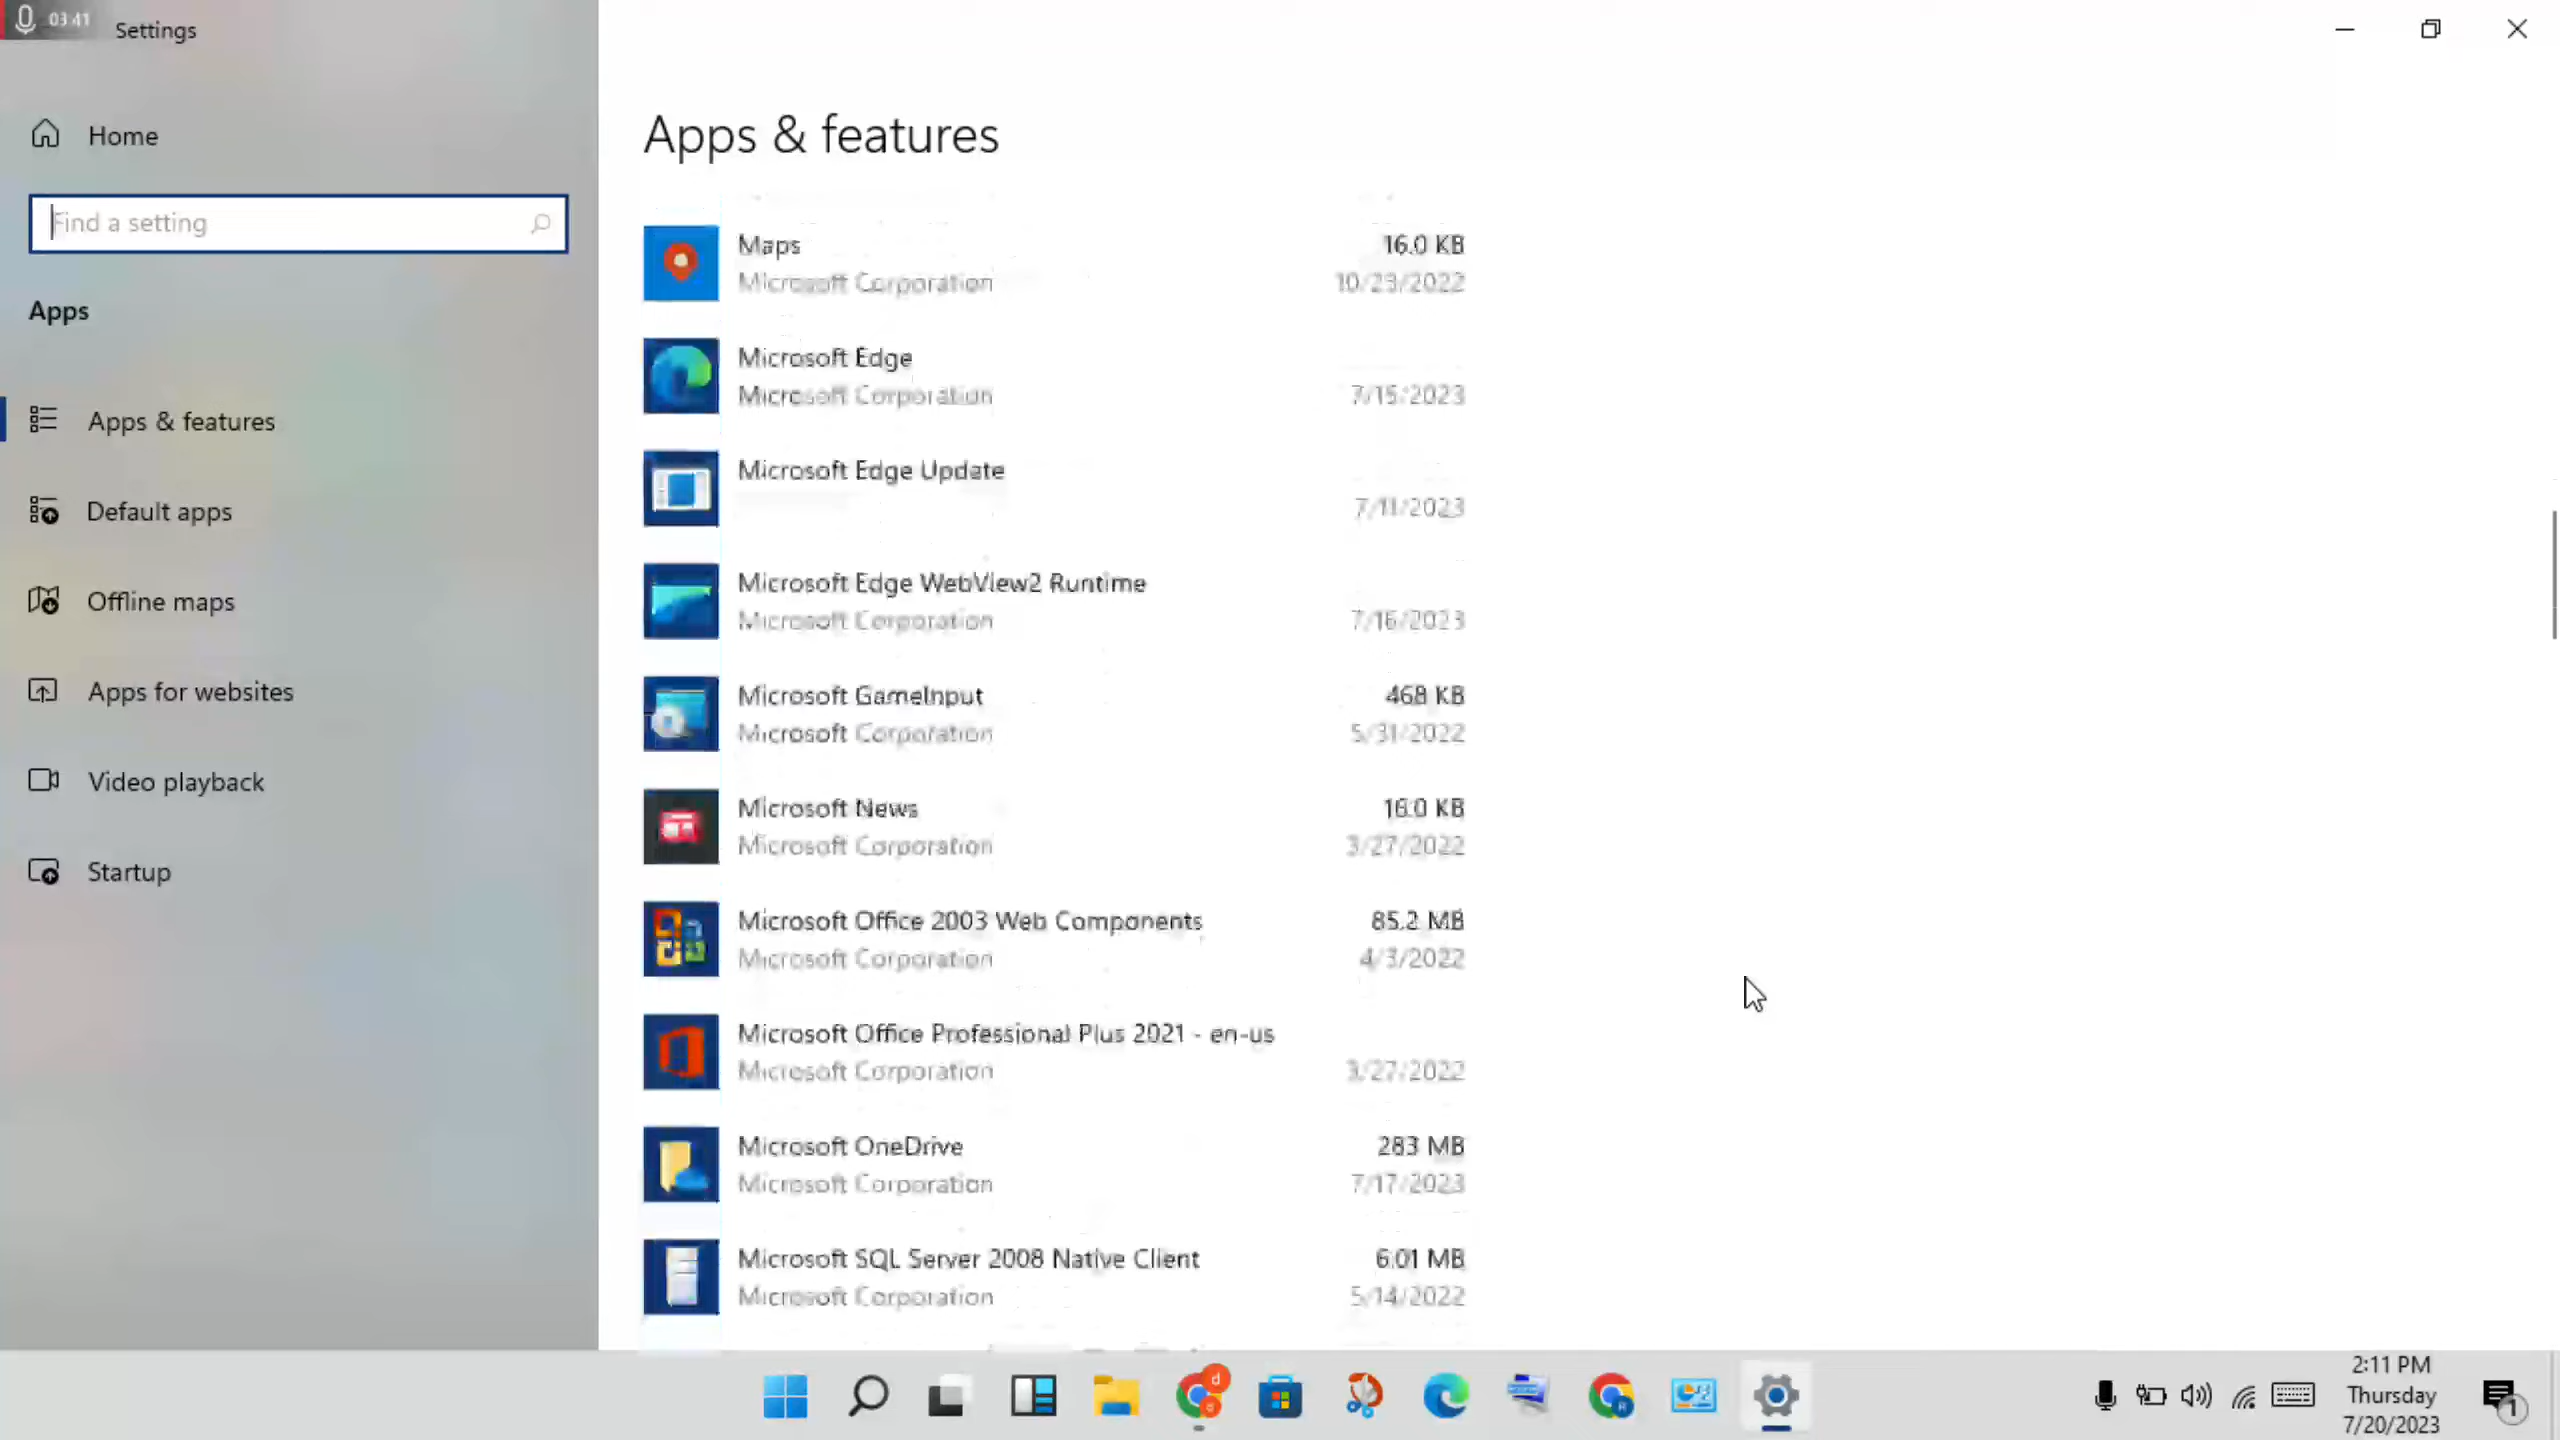 03:41
Settings
Home
Find a setting
Apps
Apps & features
Default apps
Offline maps
Apps for websites
Video playback
Startup
Apps & features
Maps 16.0 KB
Microsoft Corporation 10/23/2022
Microsoft Edge
Microsoft Corporation 7/15/2023
Microsoft Edge Update
7/11/2023
Microsoft Edge WebView2 Runtime
Microsoft Corporation 7/16/2023
Microsoft GameInput 468 KB
Microsoft Corporation 5/31/2022
Microsoft News 16.0 KB
Microsoft Corporation 3/27/2022
Microsoft Office 2003 Web Components 85.2 MB
Microsoft Corporation 4/3/2022
Microsoft Office Professional Plus 2021 - en-us
Microsoft Corporation 3/27/2022
Microsoft OneDrive 283 MB
Microsoft Corporation 7/17/2023
Microsoft SQL Server 2008 Native Client 6.01 MB
Microsoft Corporation 5/14/2022
d
R
2:11 PM
Thursday
7/20/2023
1